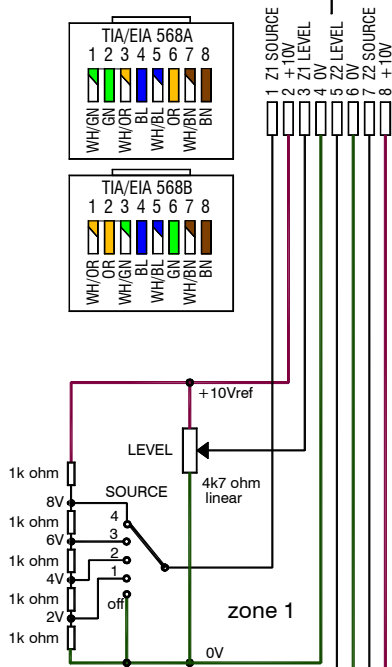 TIA/EIA 568A
1 2 3 4 5 6 7 8
WH/GN GN WH/OR BL WH/BL OR WH/BN BN
TIA/EIA 568B
1 2 3 4 5 6 7 8
WH/OR OR WH/GN BL WH/BL GN WH/BN BN
1 Z1 SOURCE
2 +10V
3 Z1 LEVEL
4 0V
5 Z2 LEVEL
6 0V
7 Z2 SOURCE
8 +10V
+10Vref
LEVEL
4k7 ohm
linear
1k ohm
8V
1k ohm
6V
1k ohm
4V
1k ohm
2V
1k ohm
SOURCE
4
3
2
1
off
zone 1
0V